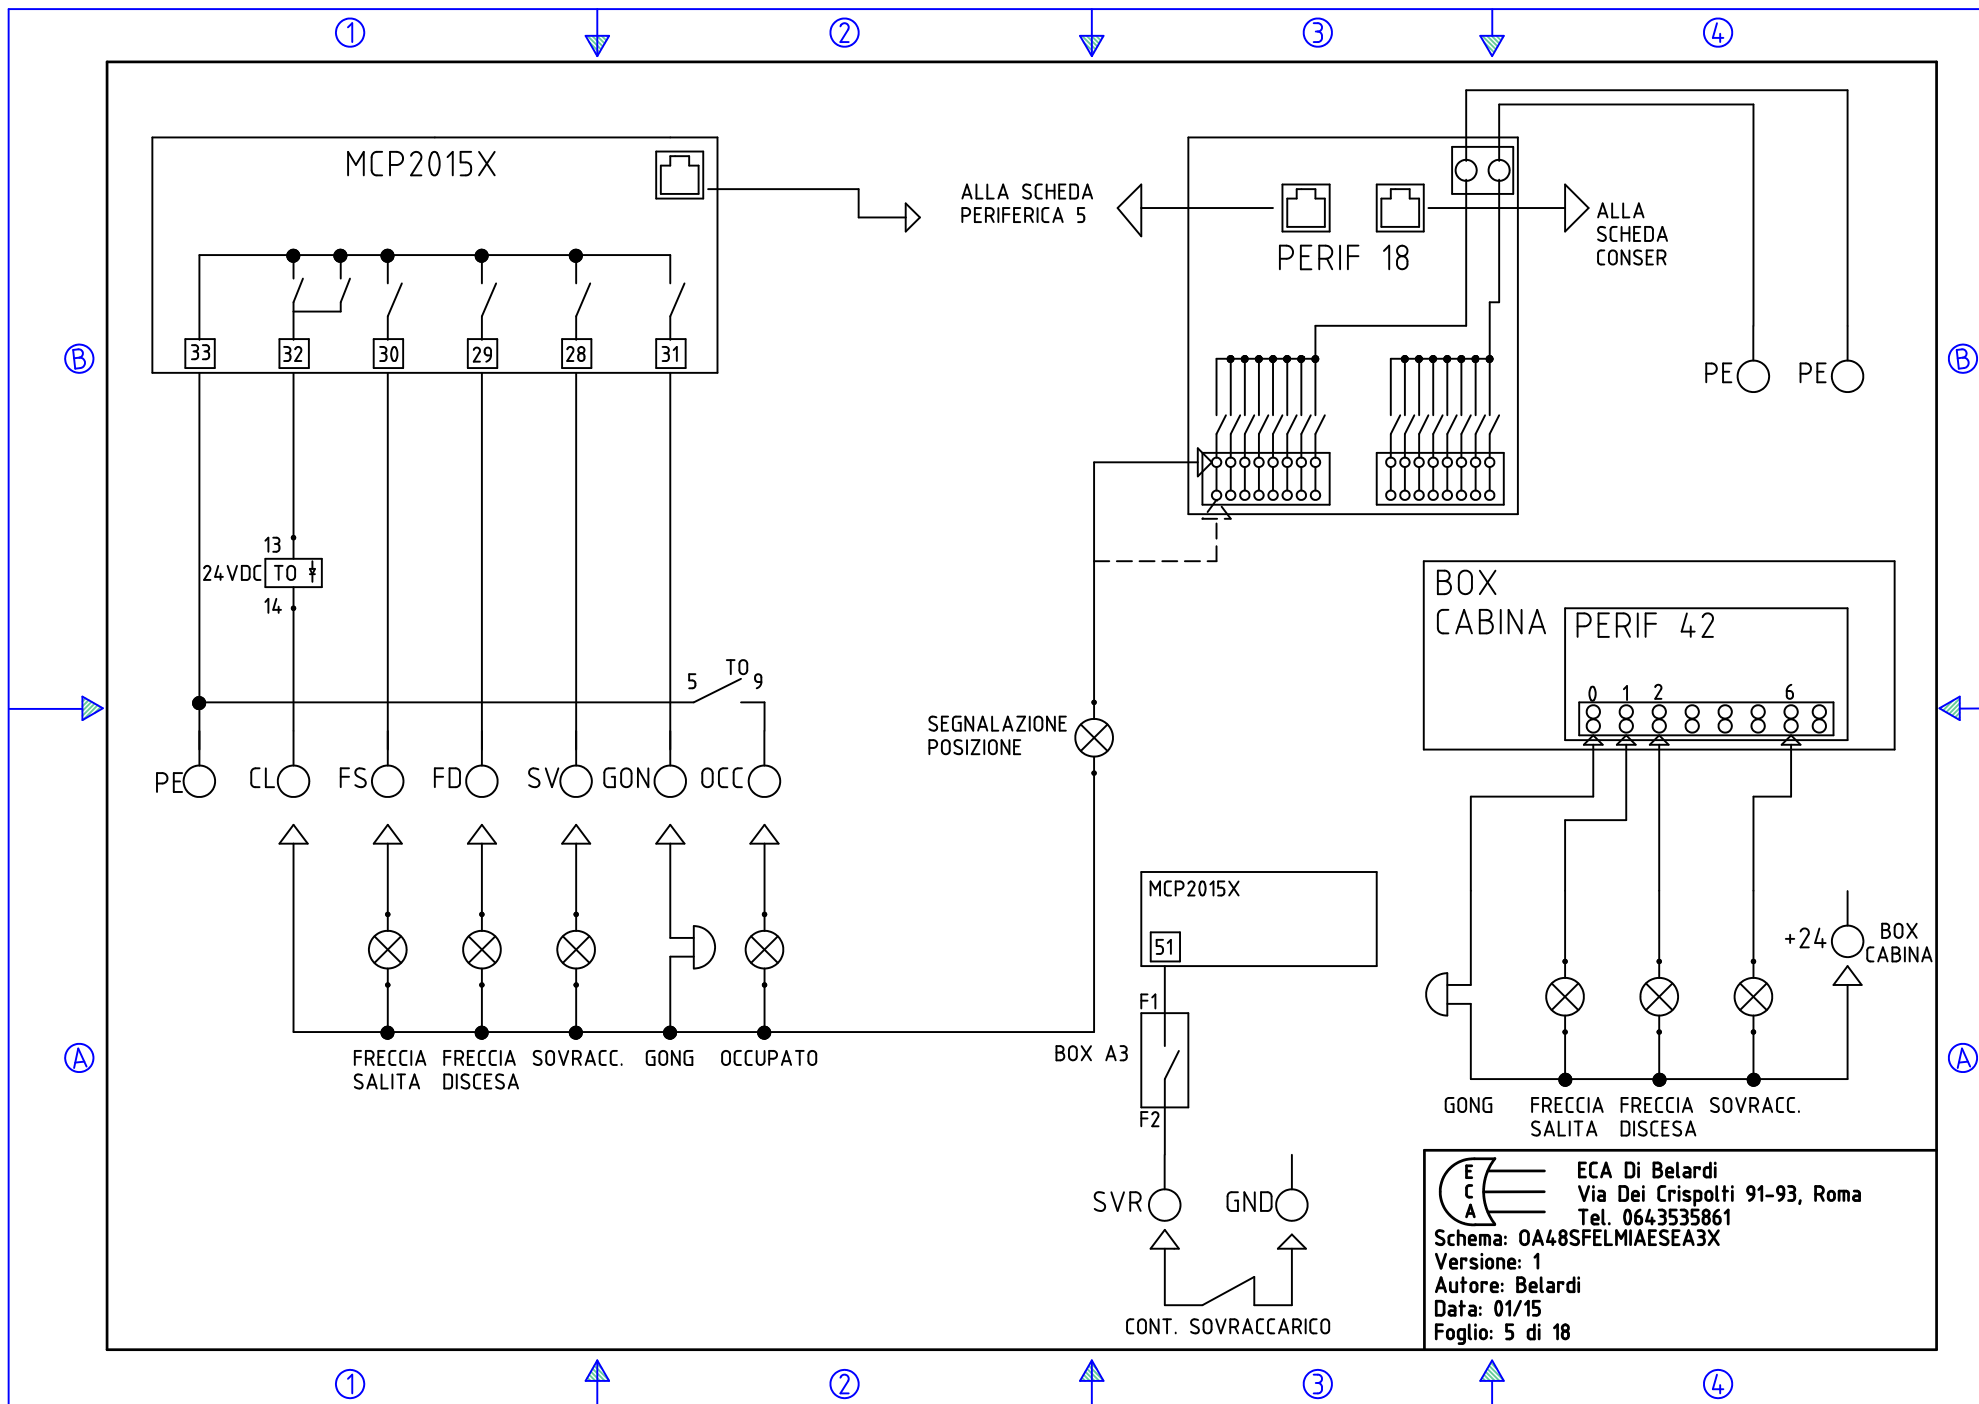 1 2 3 4
MCP2015X
33 32 30 29 28 31
ALLA SCHEDA
PERIFERICA 5
PERIF 18
ALLA
SCHEDA
CONSER
B
B
PE PE
13
24VDC TO
14
5 TO 9
PE CL FS FD SV GON OCC
SEGNALAZIONE
POSIZIONE
BOX
CABINA
PERIF 42
0 1 2 6
FRECCIA
SALITA
FRECCIA
DISCESA
SOVRACC.
GONG
OCCUPATO
MCP2015X
51
F1
BOX A3
F2
SVR GND
CONT. SOVRACCARICO
+24
BOX
CABINA
GONG
FRECCIA
SALITA
FRECCIA
DISCESA
SOVRACC.
A
A
E
C
A
ECA Di Belardi
Via Dei Crispolti 91-93, Roma
Tel. 0643535861
Schema: OA48SFELMIAESEA3X
Versione: 1
Autore: Belardi
Data: 01/15
Foglio: 5 di 18
1 2 3 4